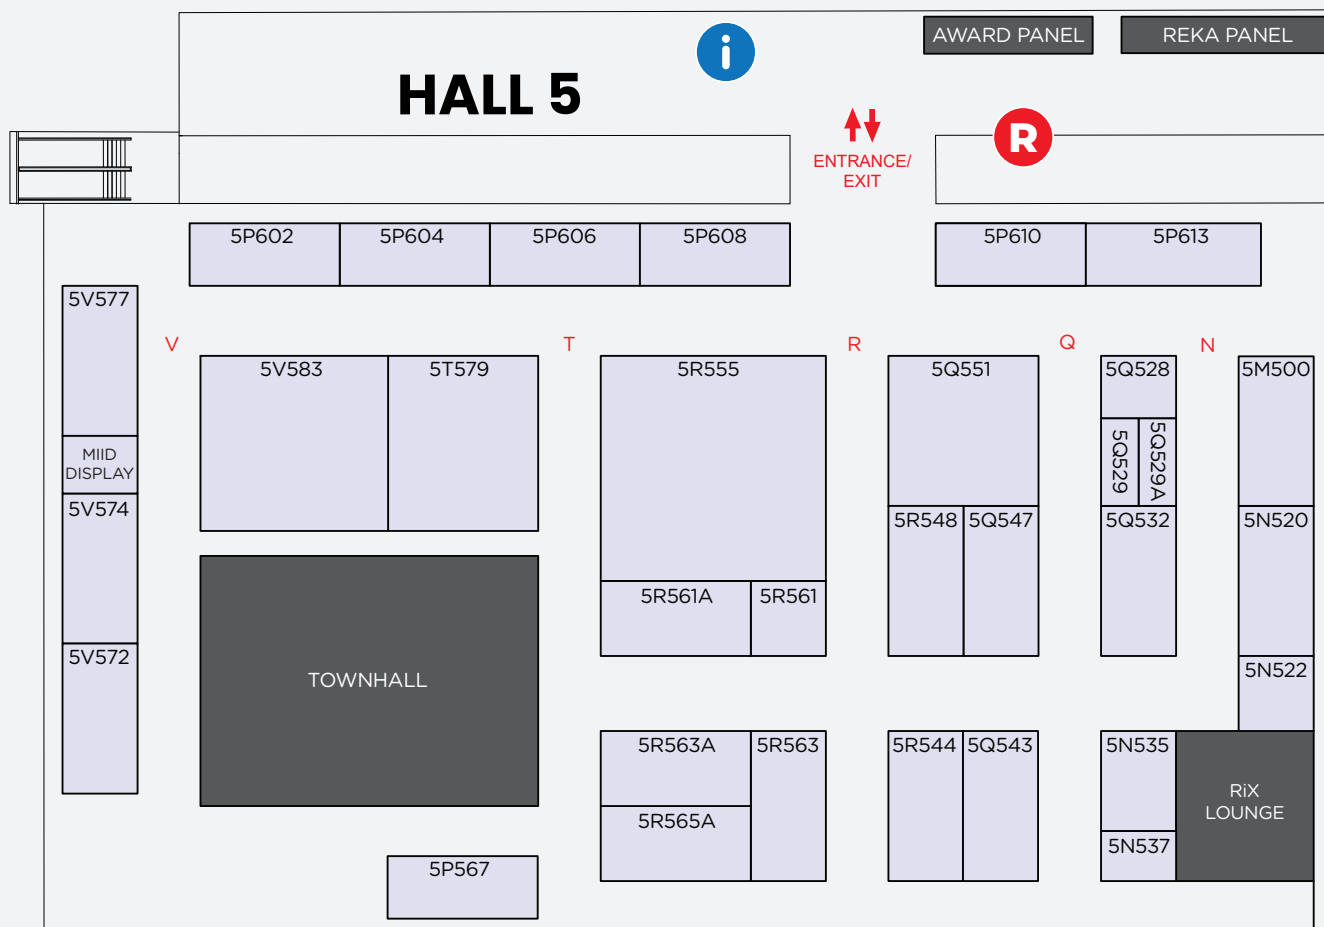 AWARD PANEL
REKA PANEL
i
HALL 5
R
ENTRANCE/
EXIT
5P602
5P604
5P606
5P608
5P610
5P613
5V577
V
T
R
Q
N
5V583
5T579
5R555
5Q551
5Q528
5M500
MIID
DISPLAY
5Q529
5Q529A
5V574
5R548
5Q547
5Q532
5N520
5R561A
5R561
5V572
TOWNHALL
5N522
5R563A
5R563
5R544
5Q543
5N535
RiX
LOUNGE
5R565A
5N537
5P567